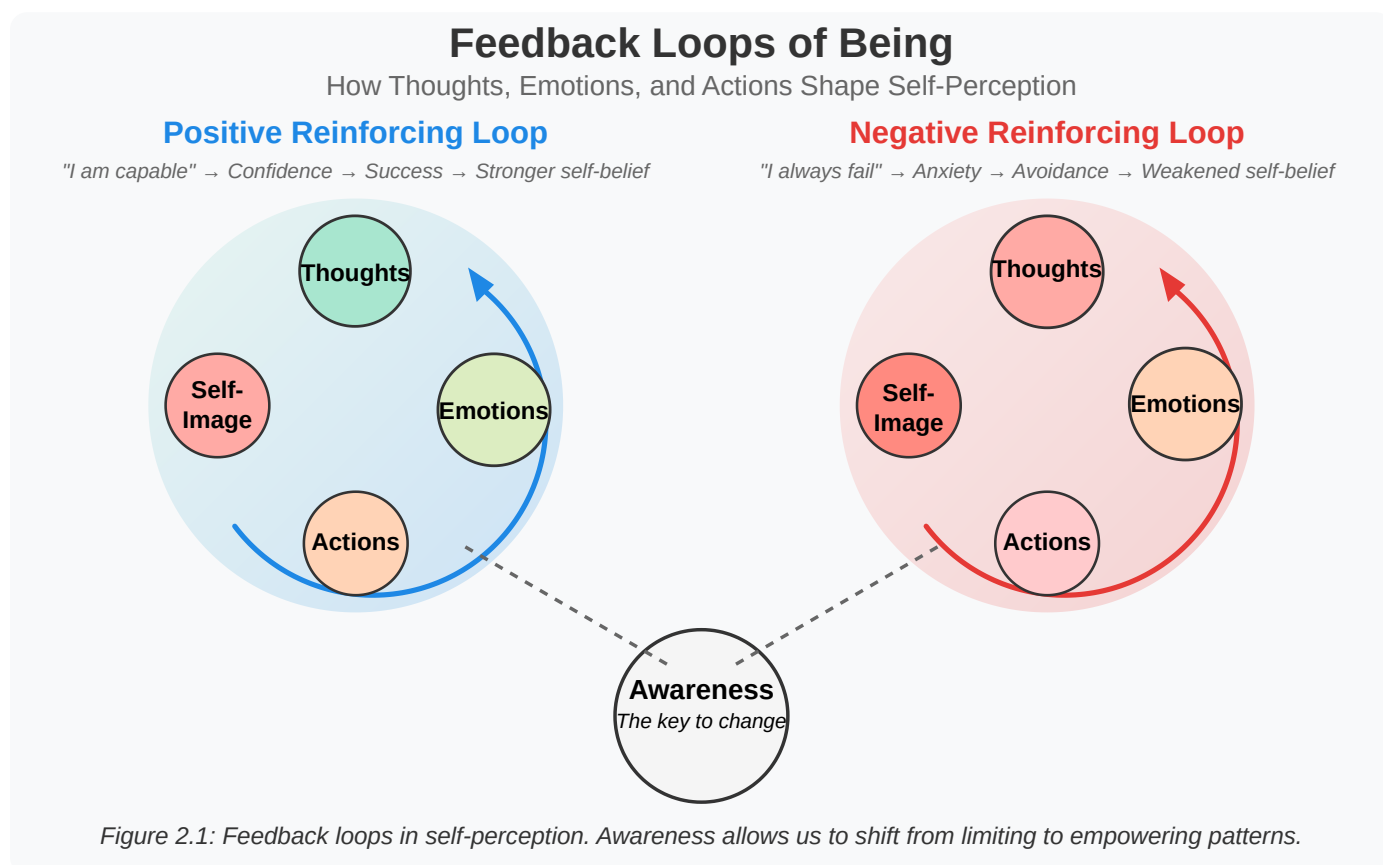 Feedback Loops of Being
How Thoughts, Emotions, and Actions Shape Self-Perception
Positive Reinforcing Loop
"I am capable" → Confidence → Success → Stronger self-belief
Thoughts
Self-
Image
Emotions
Actions
Negative Reinforcing Loop
"I always fail" → Anxiety → Avoidance → Weakened self-belief
Thoughts
Self-
Image
Emotions
Actions
Awareness
The key to change
Figure 2.1: Feedback loops in self-perception. Awareness allows us to shift from limiting to empowering patterns.